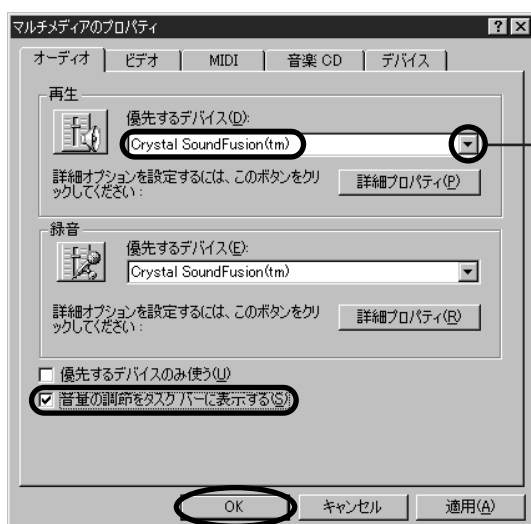 マルチメディアのプロパティ
オーディオ ビデオ MIDI 音楽 CD デバイス
再生
優先するデバイス(D):
Crystal SoundFusion(tm)
詳細オプションを設定するには、このボタンをクリ
ックしてください:
詳細プロパティ(P)
録音
優先するデバイス(E):
Crystal SoundFusion(tm)
詳細オプションを設定するには、このボタンをクリ
ックしてください:
詳細プロパティ(R)
優先するデバイスのみ使う(U)
音量の調節をタスク バーに表示する(S)
OK キャンセル 適用(A)